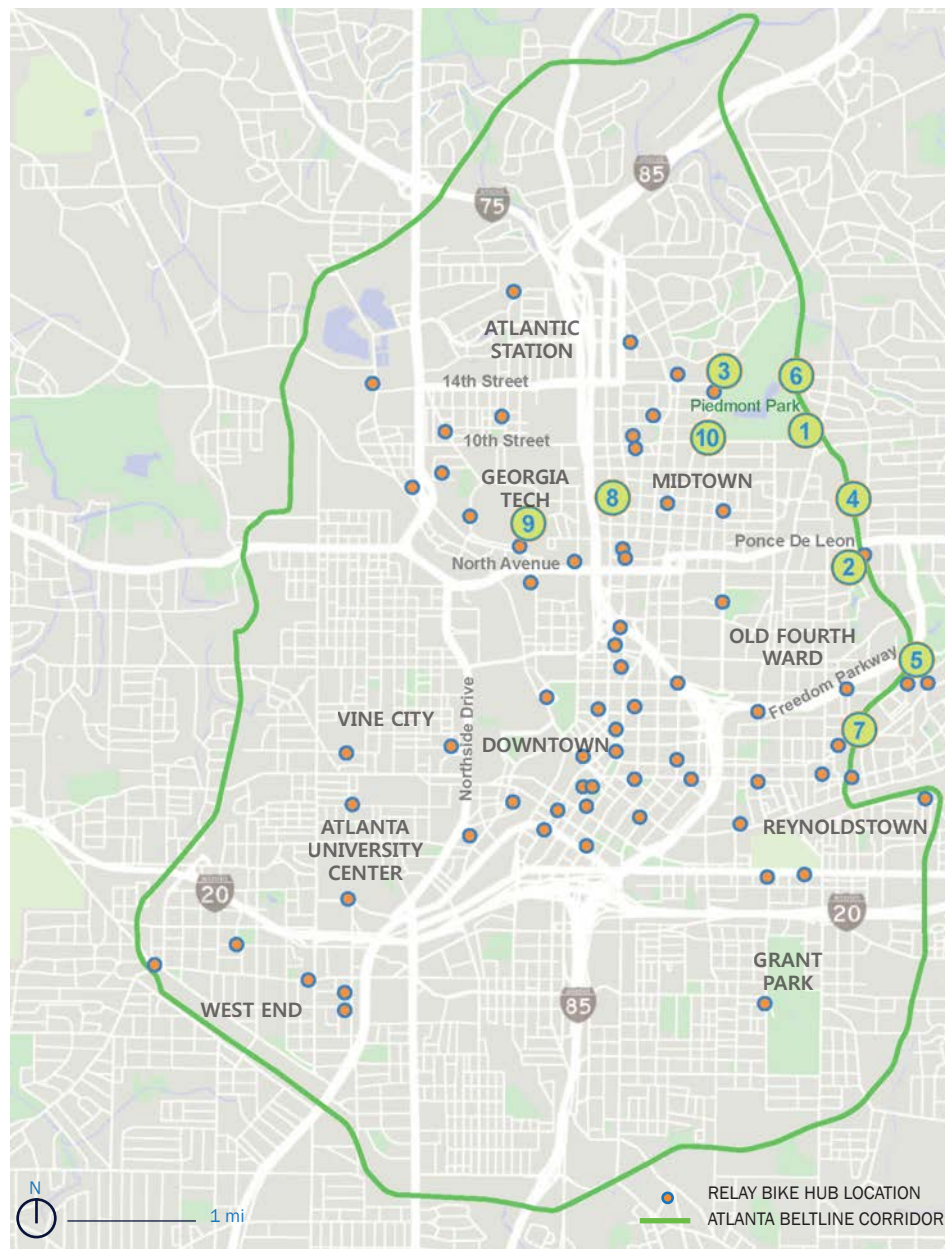 85
75
ATLANTIC
STATION
14th Street
3
6
Piedmont Park
1
10
10th Street
GEORGIA
TECH
8
MIDTOWN
4
9
Ponce De Leon
2
North Avenue
OLD FOURTH
WARD
5
Freedom Parkway
7
VINE CITY
Northside Drive
DOWNTOWN
ATLANTA
UNIVERSITY
CENTER
REYNOLDSTOWN
20
20
GRANT
PARK
WEST END
85
N
1 mi
RELAY BIKE HUB LOCATION
ATLANTA BELTLINE CORRIDOR